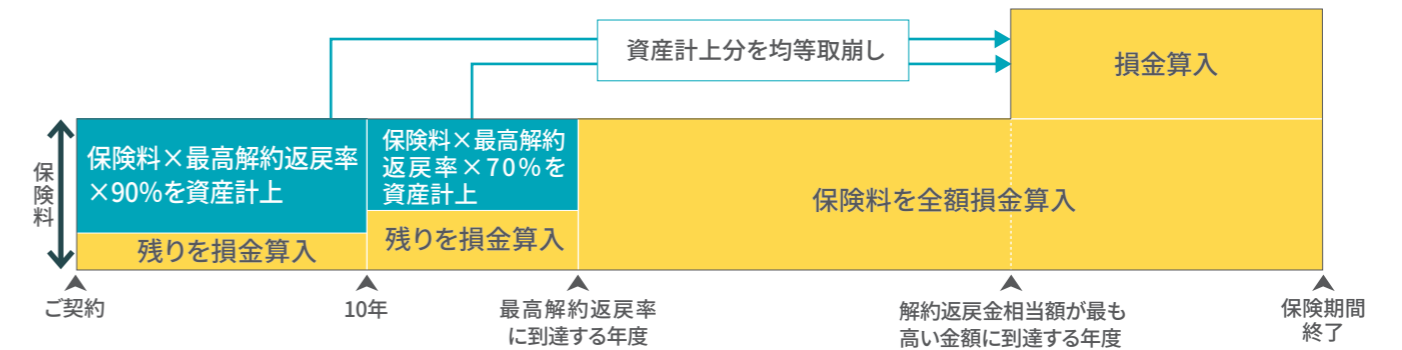 資産計上分を均等取崩し
損金算入
保険料
保険料×最高解約返戻率
×90%を資産計上
保険料×最高解約
返戻率×70%を
資産計上
保険料を全額損金算入
残りを損金算入
残りを損金算入
ご契約
10年
最高解約返戻率
に到達する年度
解約返戻金相当額が最も
高い金額に到達する年度
保険期間
終了